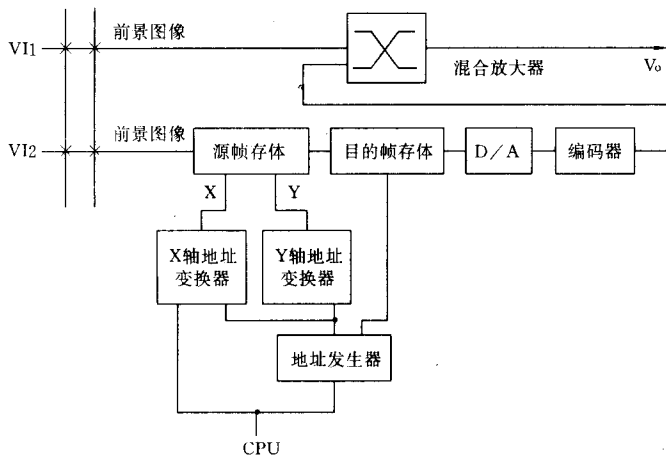 VI1
前景图像
混合放大器
Vo
VI2
前景图像
源帧存体
目的帧存体
D/A
编码器
X
Y
X轴地址
变换器
Y轴地址
变换器
地址发生器
CPU